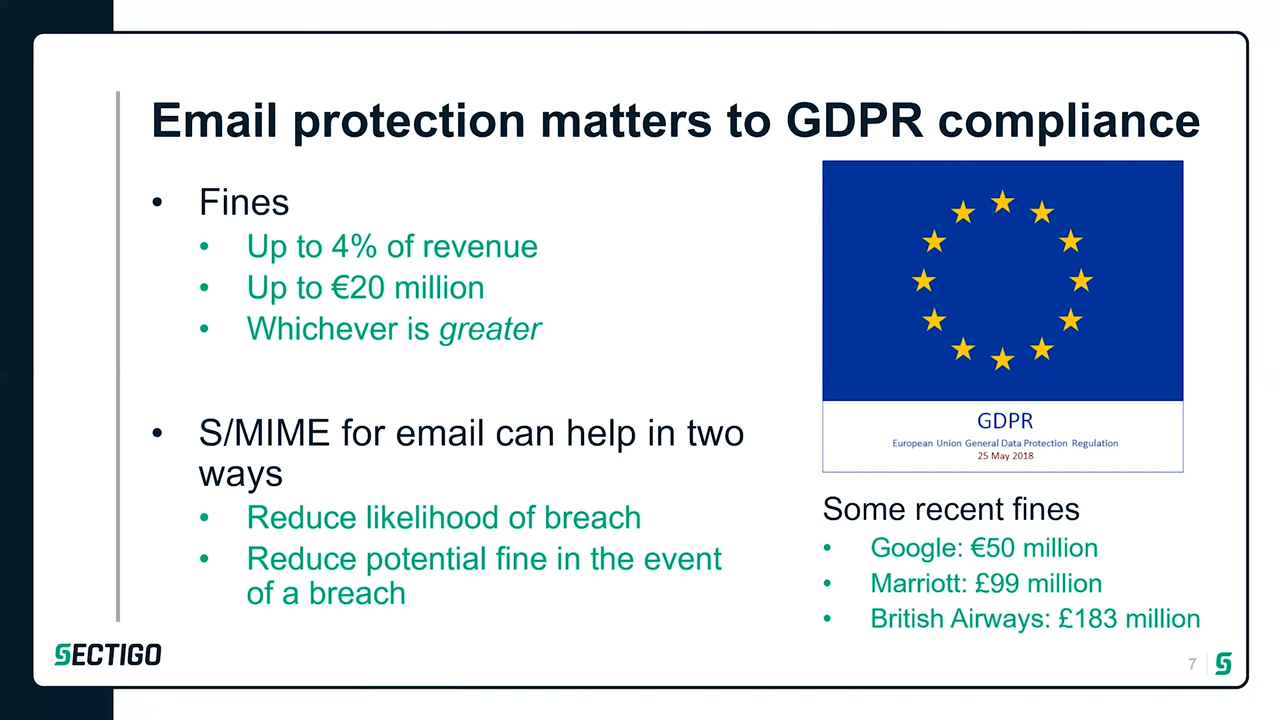 Email protection matters to GDPR compliance
• Fines
• Up to 4% of revenue
• Up to €20 million
• Whichever is greater
• S/MIME for email can help in two
ways
• Reduce likelihood of breach
• Reduce potential fine in the event
of a breach
GDPR
European Union General Data Protection Regulation
25 May 2018
Some recent fines
• Google: €50 million
• Marriott: £99 million
• British Airways: £183 million
SECTIGO
7
S